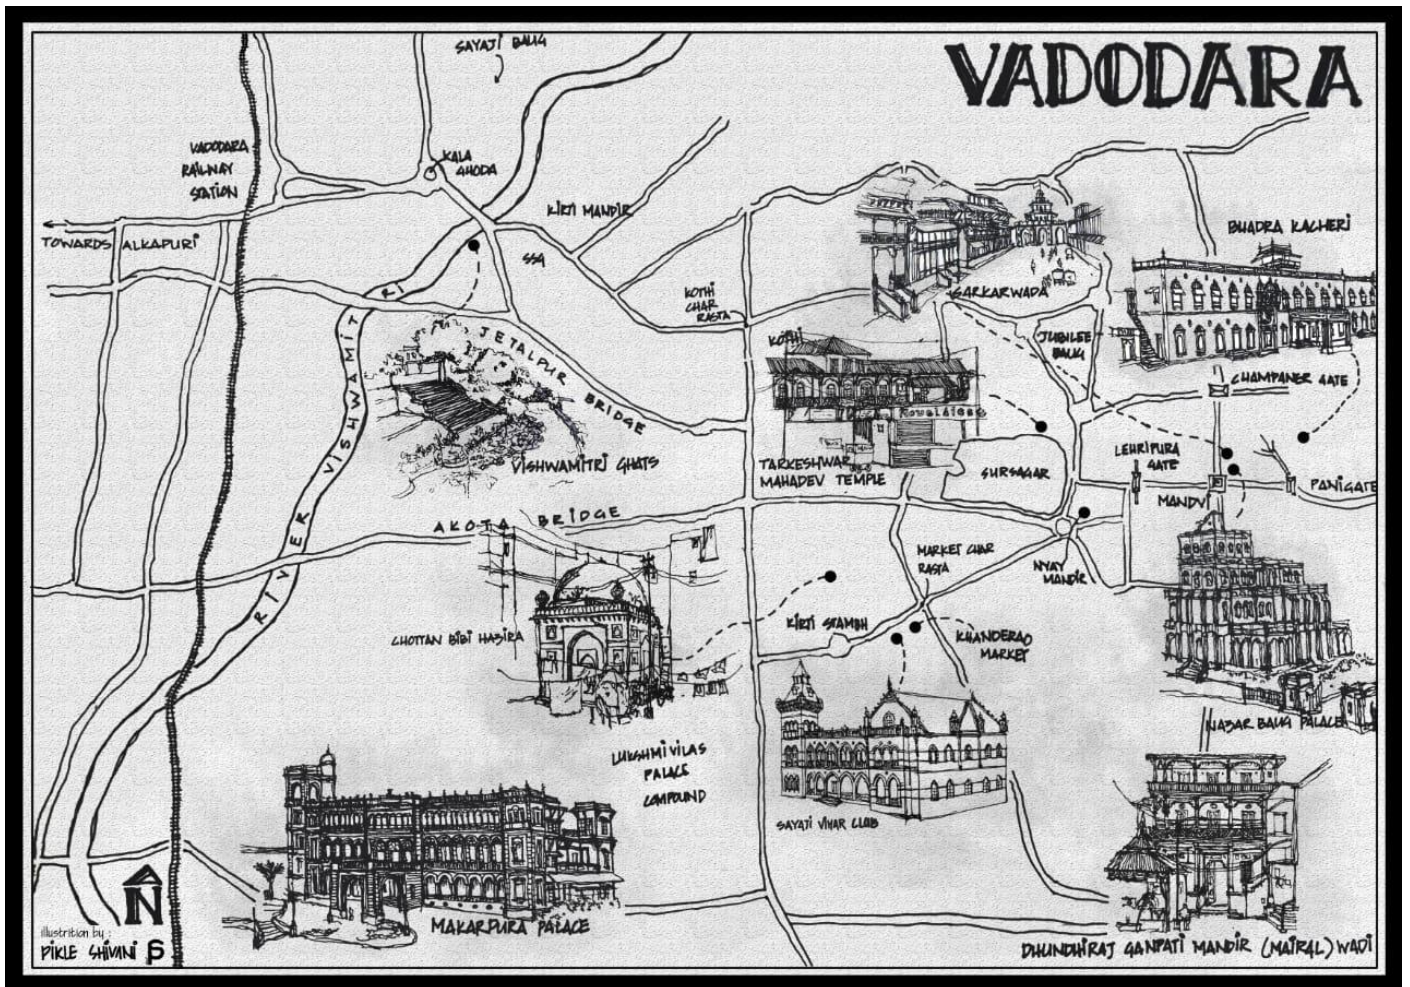 VADODARA
SAYAJI BAUG
VADODARA
RAILWAY
STATION
KALA
GHODA
KIRTI MANDIR
TOWARDS ALKAPURI
SSG
BHADRA KACHERI
SARKARWADA
KOTHI
CHAR
RASTA
JUBILEE
BAUG
KOTHI
CHAMPANER GATE
JETALPUR
BRIDGE
RIVER VISHWAMITRI
VISHWAMITRI GHATS
TARKESHWAR
MAHADEV TEMPLE
SURSAGAR
LEHRIPURA
GATE
MANDVI
PANIGATE
AKOTA BRIDGE
MARKET CHAR
RASTA
NYAY
MANDIR
CHOTTAN BIBI HAZIRA
KIRTI STAMBH
KHANDERAO
MARKET
NAZAR BAUG PALACE
LUKSHMI VILAS
PALACE
COMPOUND
SAYAJI VIHAR CLUB
MAKARPURA PALACE
DHUNDHIRAJ GANPATI MANDIR (MAIRAL) WADI
N
illustrition by :
PIKLE SHIVANI